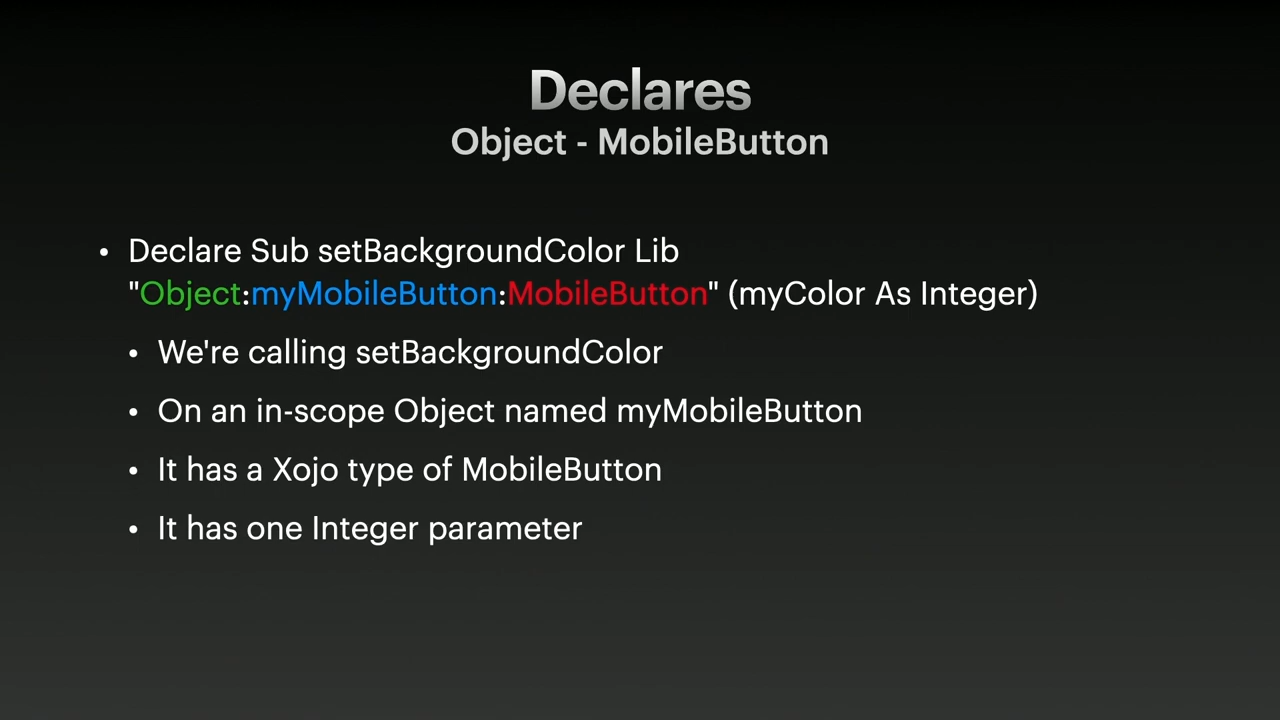 Declares
Object - MobileButton
• Declare Sub setBackgroundColor Lib
"Object:myMobileButton:MobileButton" (myColor As Integer)
• We're calling setBackgroundColor
• On an in-scope Object named myMobileButton
• It has a Xojo type of MobileButton
• It has one Integer parameter